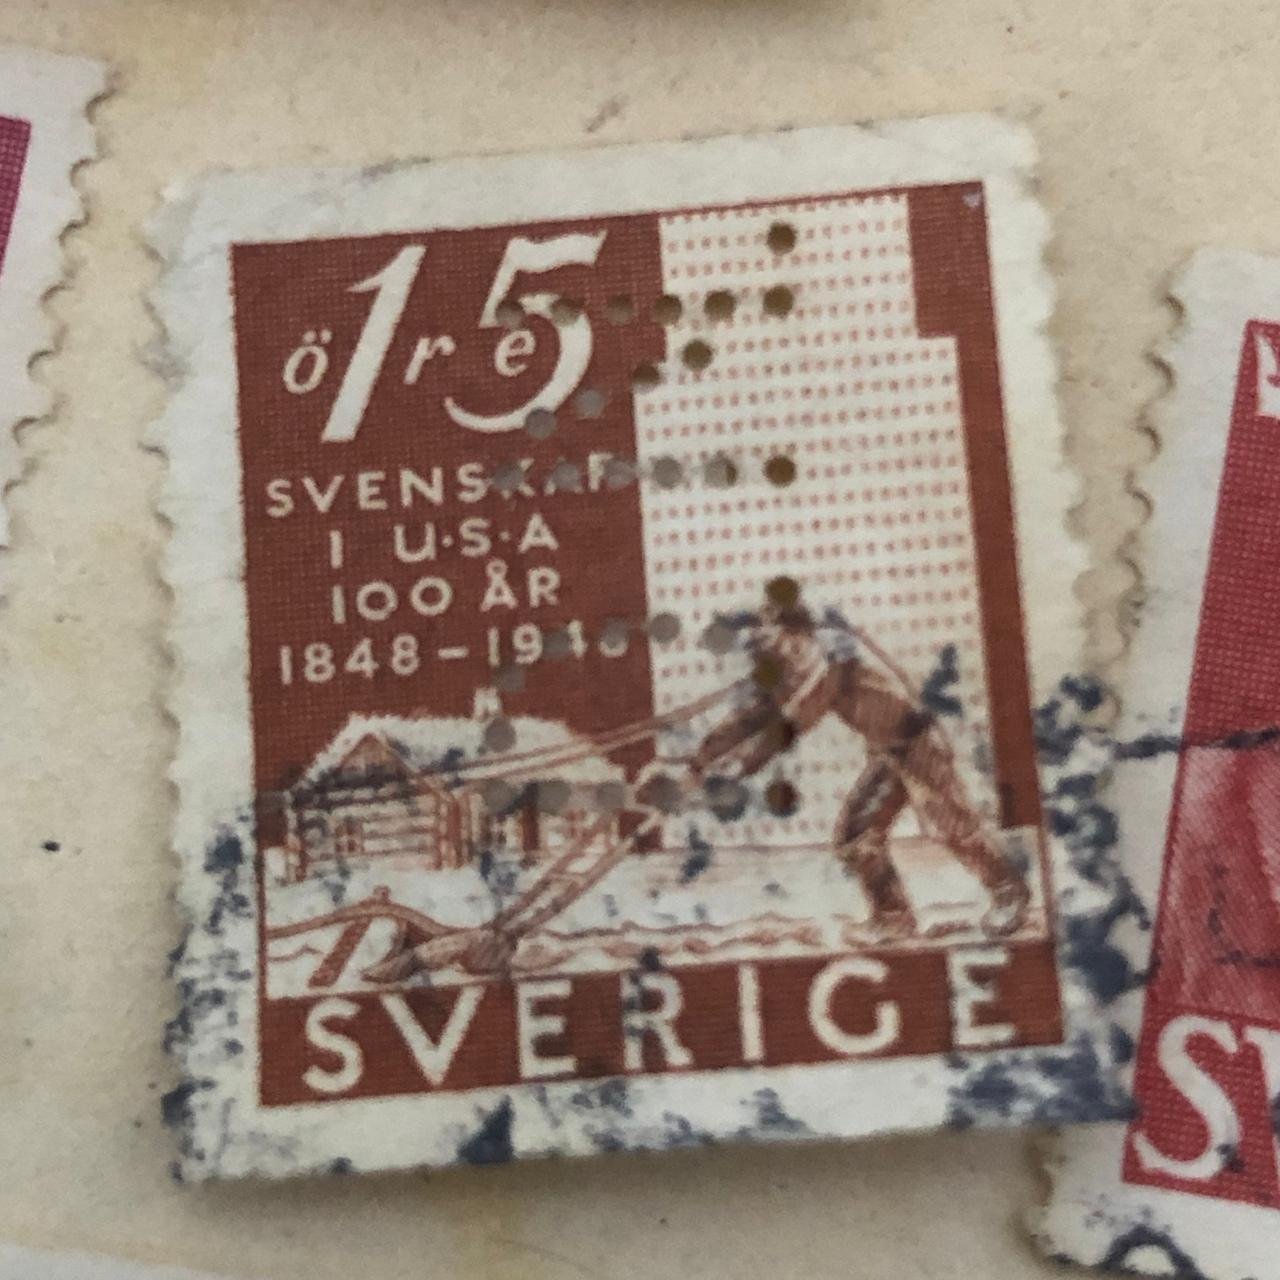 15
öre
SVENSKAR
I U·S·A
100 ÅR
1848-1948
SVERIGE